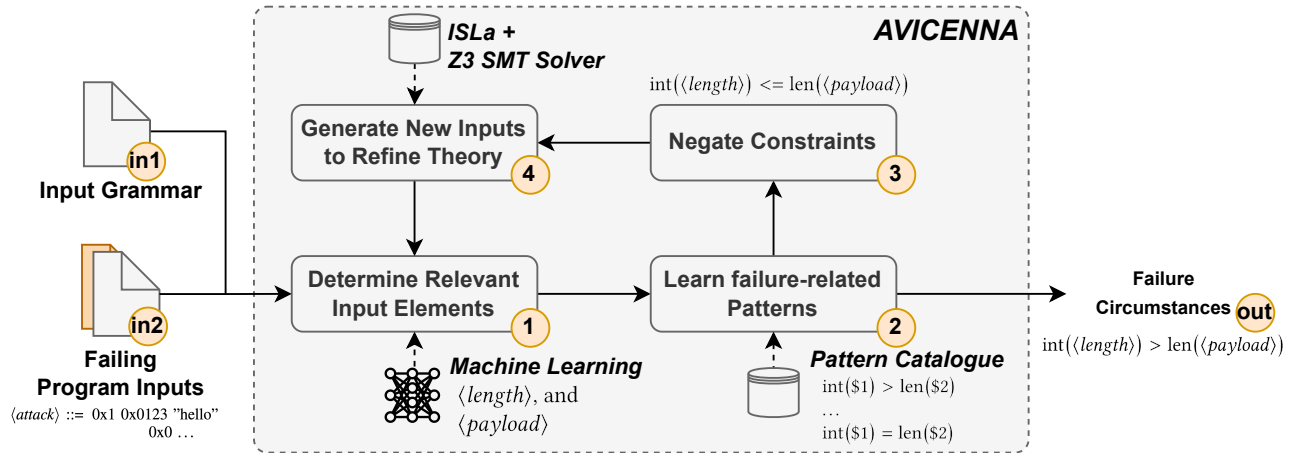 AVICENNA
ISLa +
Z3 SMT Solver
int(⟨length⟩) <= len(⟨payload⟩)
Generate New Inputs
to Refine Theory
4
Negate Constraints
3
in1
Input Grammar
Determine Relevant
Input Elements
1
Learn failure-related
Patterns
2
in2
Failing
Program Inputs
⟨attack⟩ ::= 0x1 0x0123 ”hello”
0x0 …
Machine Learning
⟨length⟩, and
⟨payload⟩
Pattern Catalogue
int($1) > len($2)
…
int($1) = len($2)
Failure
Circumstances
out
int(⟨length⟩) > len(⟨payload⟩)